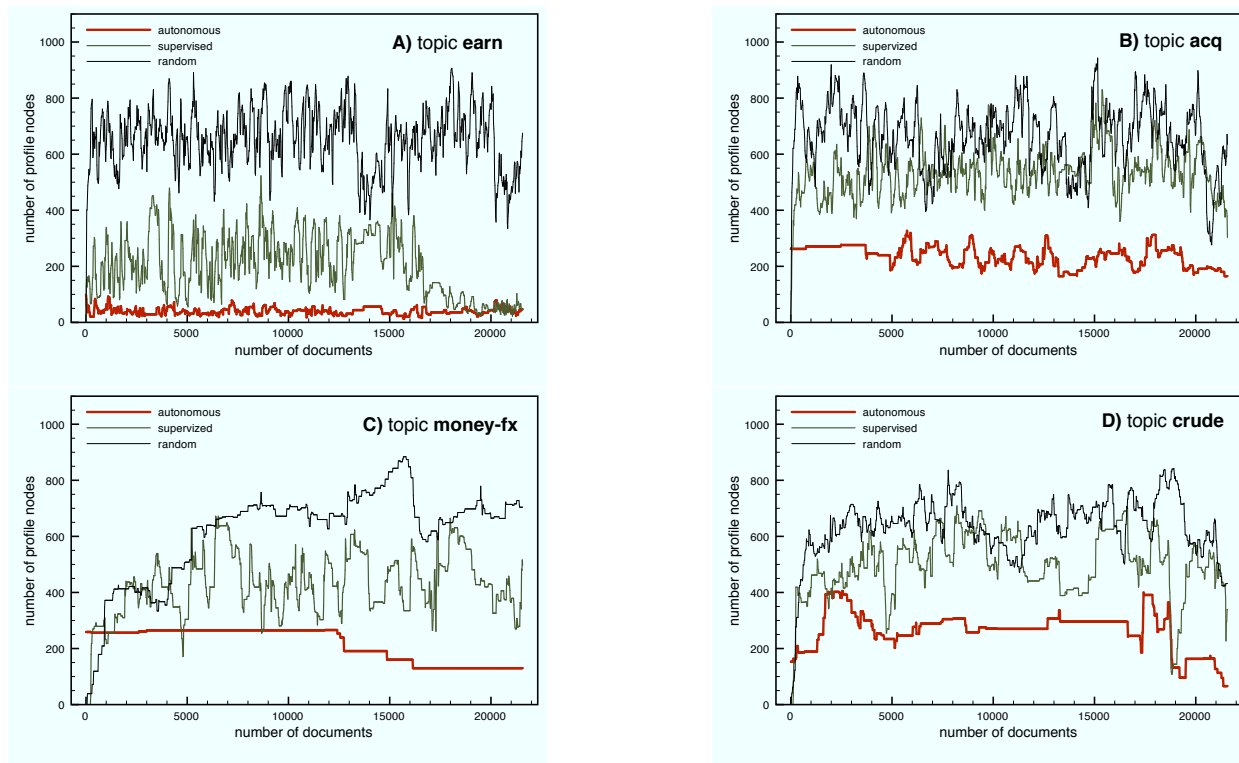 A) topic earn
autonomous
supervised
random
number of profile nodes
1000
800
600
400
200
0
0 5000 10000 15000 20000
number of documents
B) topic acq
autonomous
supervized
random
number of profile nodes
1000
800
600
400
200
0
0 5000 10000 15000 20000
number of documents
C) topic money-fx
autonomous
supervized
random
number of profile nodes
1000
800
600
400
200
0
0 5000 10000 15000 20000
number of documents
D) topic crude
autonomous
supervised
random
number of profile nodes
1000
800
600
400
200
0
0 5000 10000 15000 20000
number of documents